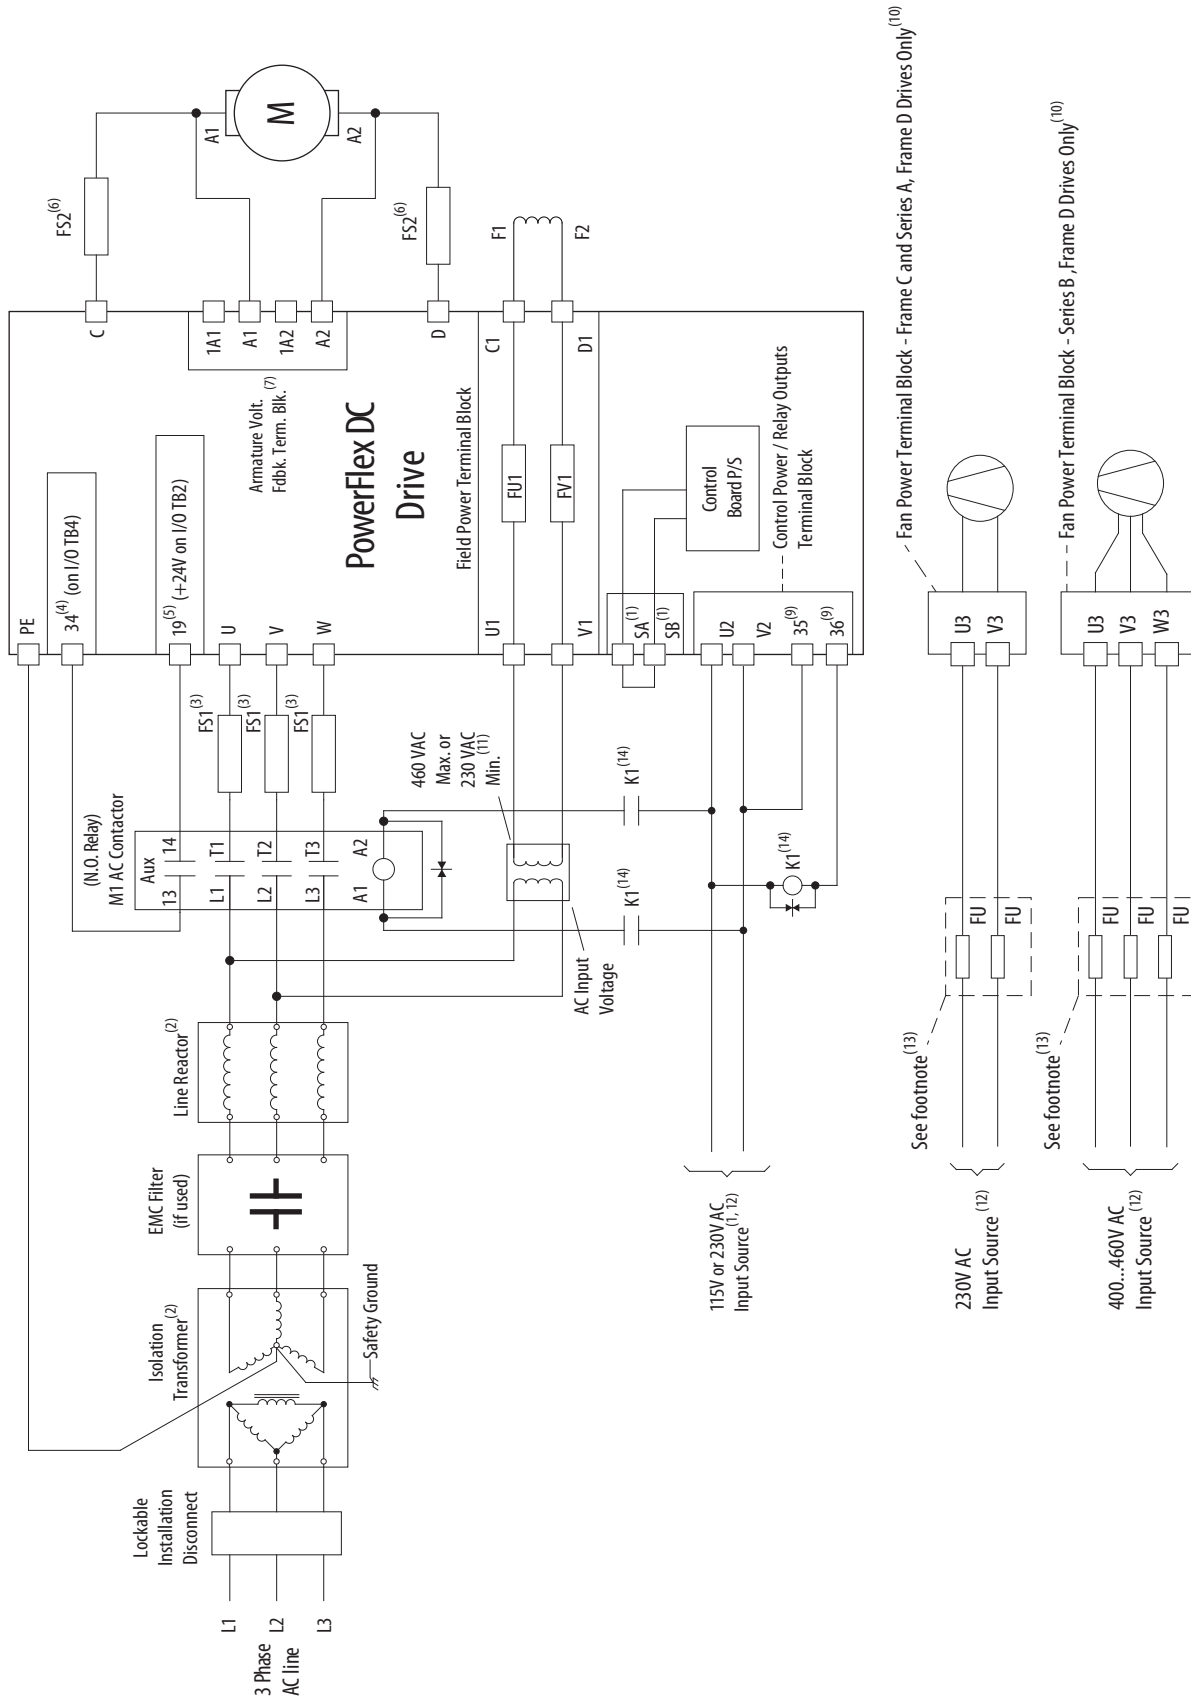 3 Phase
AC line
L1
L2
L3
Lockable
Installation
Disconnect
Isolation
Transformer(2)
Safety Ground
EMC Filter
(if used)
Line Reactor(2)
(N.O. Relay)
M1 AC Contactor
Aux
13
14
L1
T1
L2
T2
L3
T3
A1
A2
FS1(3)
FS1(3)
FS1(3)
PE
34(4) (on I/O TB4)
19(5) (+24V on I/O TB2)
U
V
W
PowerFlex DC
Drive
Armature Volt. (7)
Fdbk. Term. Blk.
C
1A1
A1
1A2
A2
D
FS2(6)
FS2(6)
A1
M
A2
Field Power Terminal Block
U1
V1
FU1
FV1
C1
D1
F1
F2
460 VAC
Max. or
230 VAC (11)
Min.
AC Input
Voltage
K1(14)
K1(14)
K1(14)
SA(1)
SB(1)
Control
Board P/S
U2
V2
35(9)
36(9)
Control Power / Relay Outputs
Terminal Block
115V or 230V AC
Input Source(1, 12)
Fan Power Terminal Block - Frame C and Series A, Frame D Drives Only(10)
U3
V3
FU
FU
See footnote(13)
230V AC
Input Source (12)
Fan Power Terminal Block - Series B ,Frame D Drives Only(10)
U3
V3
W3
FU
FU
FU
See footnote(13)
400...460V AC
Input Source(12)